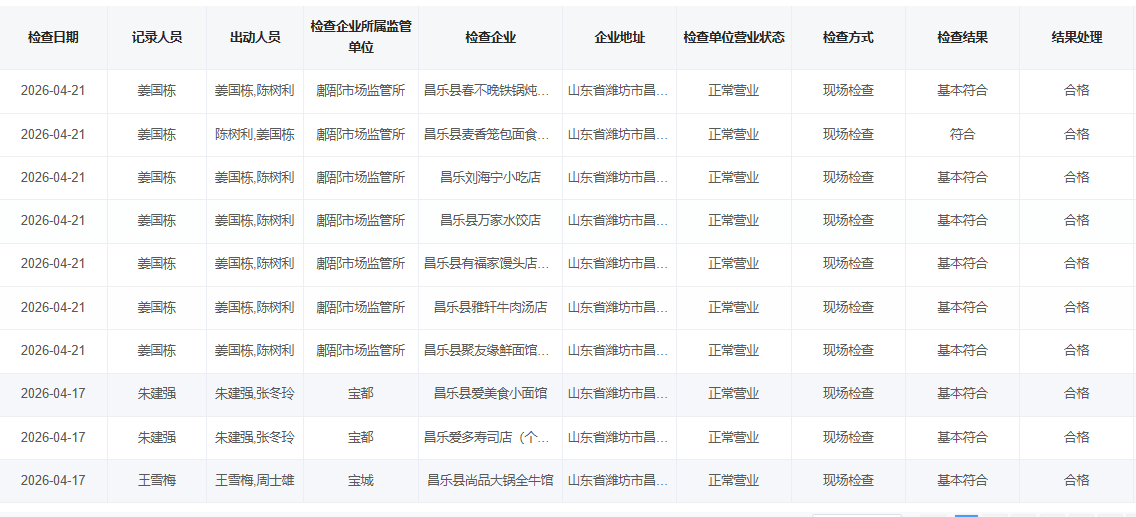 检查日期 记录人员 出动人员 检查企业所属监管单位 检查企业 企业地址 检查单位营业状态 检查方式 检查结果 结果处理
2026-04-21 姜国栋 姜国栋,陈树利 鄌郚市场监管所 昌乐县春不晚铁锅炖... 山东省潍坊市昌... 正常营业 现场检查 基本符合 合格
2026-04-21 姜国栋 陈树利,姜国栋 鄌郚市场监管所 昌乐县麦香笼包面食... 山东省潍坊市昌... 正常营业 现场检查 符合 合格
2026-04-21 姜国栋 姜国栋,陈树利 鄌郚市场监管所 昌乐刘海宁小吃店 山东省潍坊市昌... 正常营业 现场检查 基本符合 合格
2026-04-21 姜国栋 姜国栋,陈树利 鄌郚市场监管所 昌乐县万家水饺店 山东省潍坊市昌... 正常营业 现场检查 基本符合 合格
2026-04-21 姜国栋 姜国栋,陈树利 鄌郚市场监管所 昌乐县有福家馒头店... 山东省潍坊市昌... 正常营业 现场检查 基本符合 合格
2026-04-21 姜国栋 姜国栋,陈树利 鄌郚市场监管所 昌乐县雅轩牛肉汤店 山东省潍坊市昌... 正常营业 现场检查 基本符合 合格
2026-04-21 姜国栋 姜国栋,陈树利 鄌郚市场监管所 昌乐县聚友缘鲜面馆... 山东省潍坊市昌... 正常营业 现场检查 基本符合 合格
2026-04-17 朱建强 朱建强,张冬玲 宝都 昌乐县爱美食小面馆 山东省潍坊市昌... 正常营业 现场检查 基本符合 合格
2026-04-17 朱建强 朱建强,张冬玲 宝都 昌乐爱多寿司店（个... 山东省潍坊市昌... 正常营业 现场检查 基本符合 合格
2026-04-17 王雪梅 王雪梅,周士雄 宝城 昌乐县尚品大锅全牛馆 山东省潍坊市昌... 正常营业 现场检查 基本符合 合格